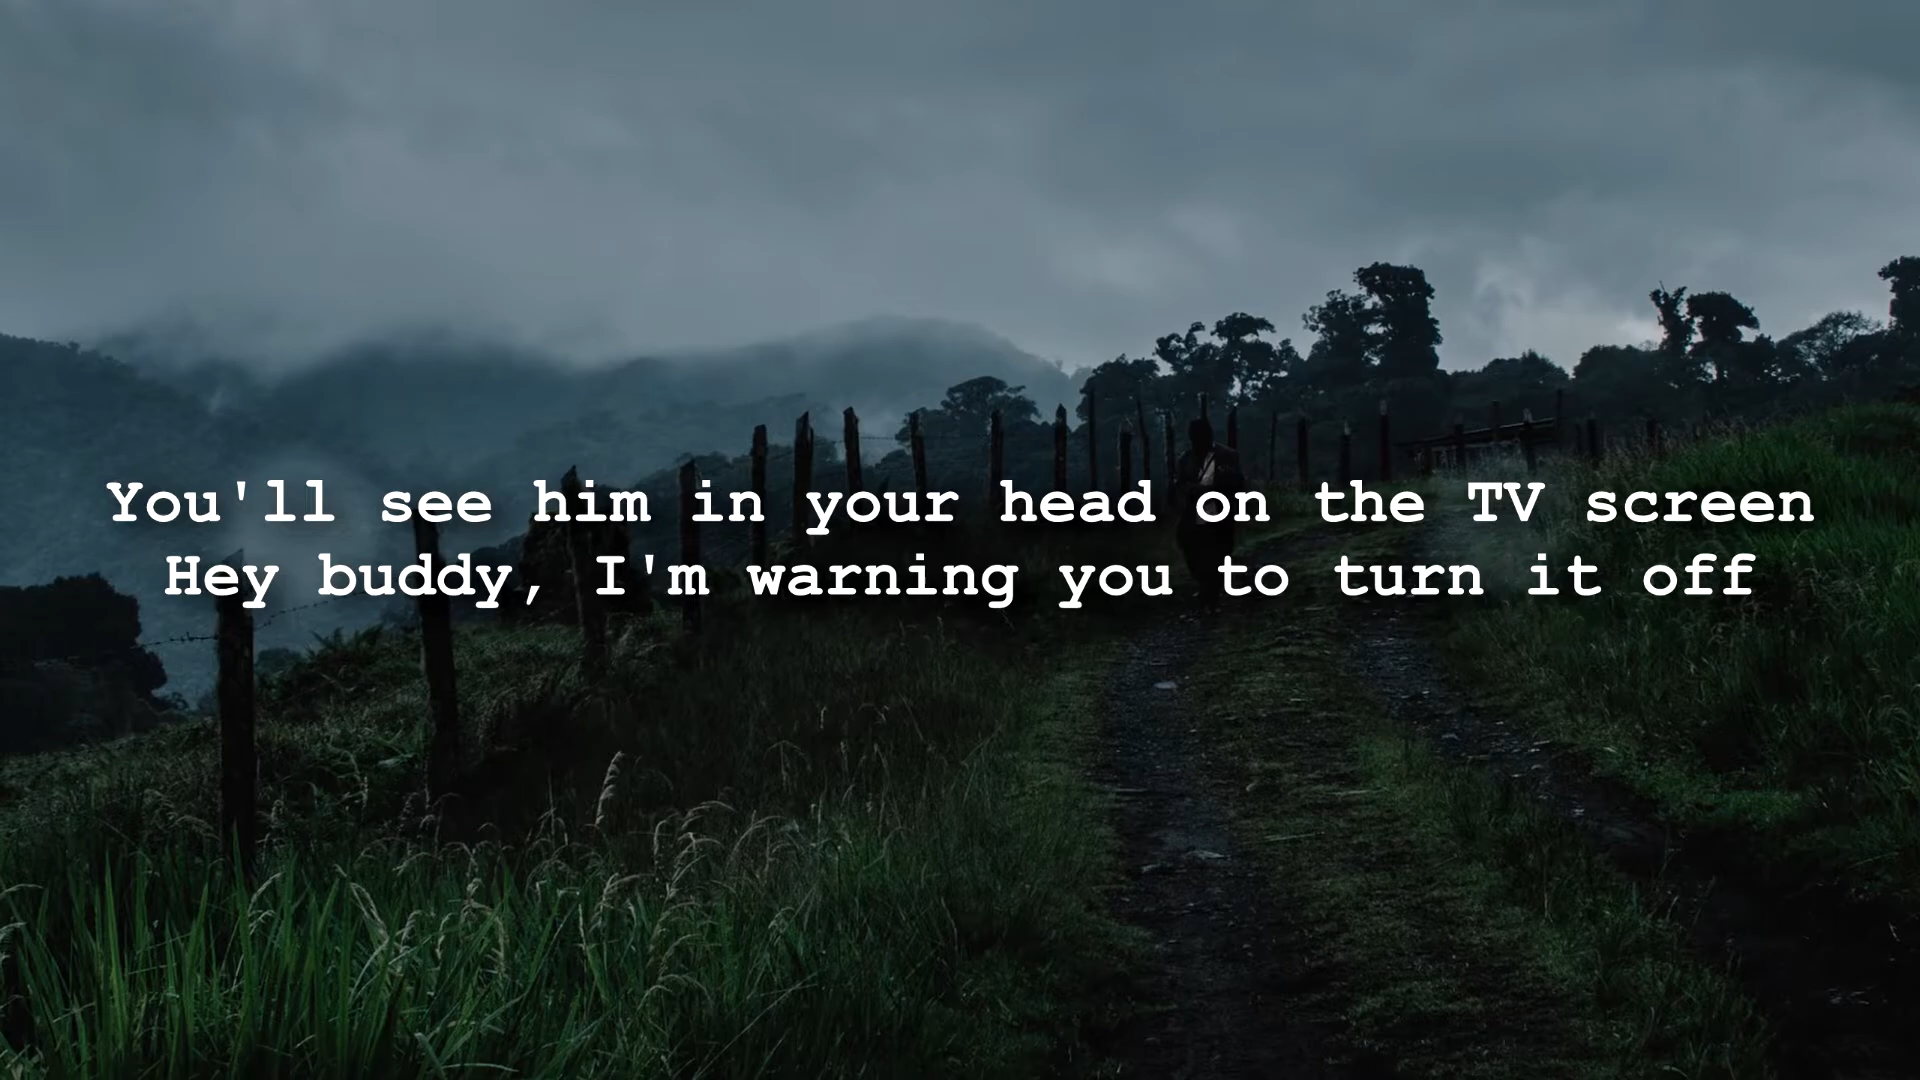 You'll see him in your head on the TV screen
Hey buddy, I'm warning you to turn it off